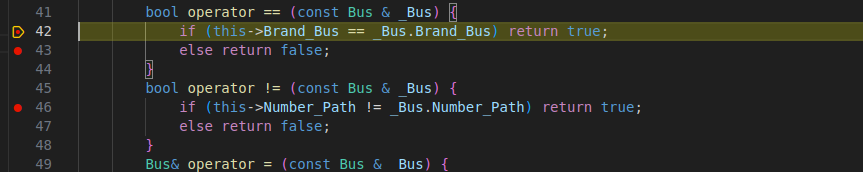 41 bool operator == (const Bus & _Bus) {
42 if (this->Brand_Bus == _Bus.Brand_Bus) return true;
43 else return false;
44 }
45 bool operator != (const Bus & _Bus) {
46 if (this->Number_Path != _Bus.Number_Path) return true;
47 else return false;
48 }
49 Bus& operator = (const Bus & _Bus) {